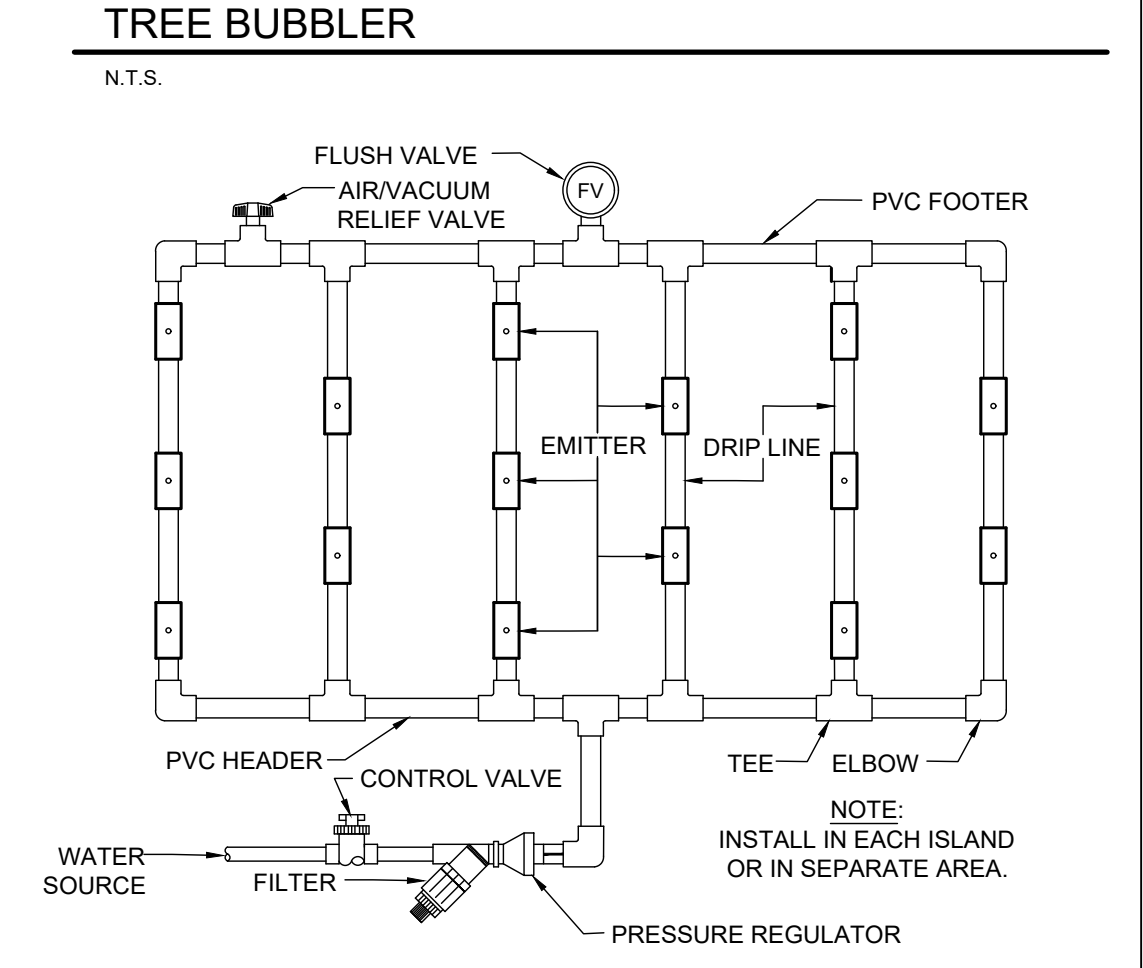 TREE BUBBLER
N.T.S.
FLUSH VALVE
FV
AIR/VACUUM
RELIEF VALVE
PVC FOOTER
EMITTER
DRIP LINE
PVC HEADER
TEE
ELBOW
CONTROL VALVE
NOTE:
INSTALL IN EACH ISLAND
OR IN SEPARATE AREA.
WATER
SOURCE
FILTER
PRESSURE REGULATOR